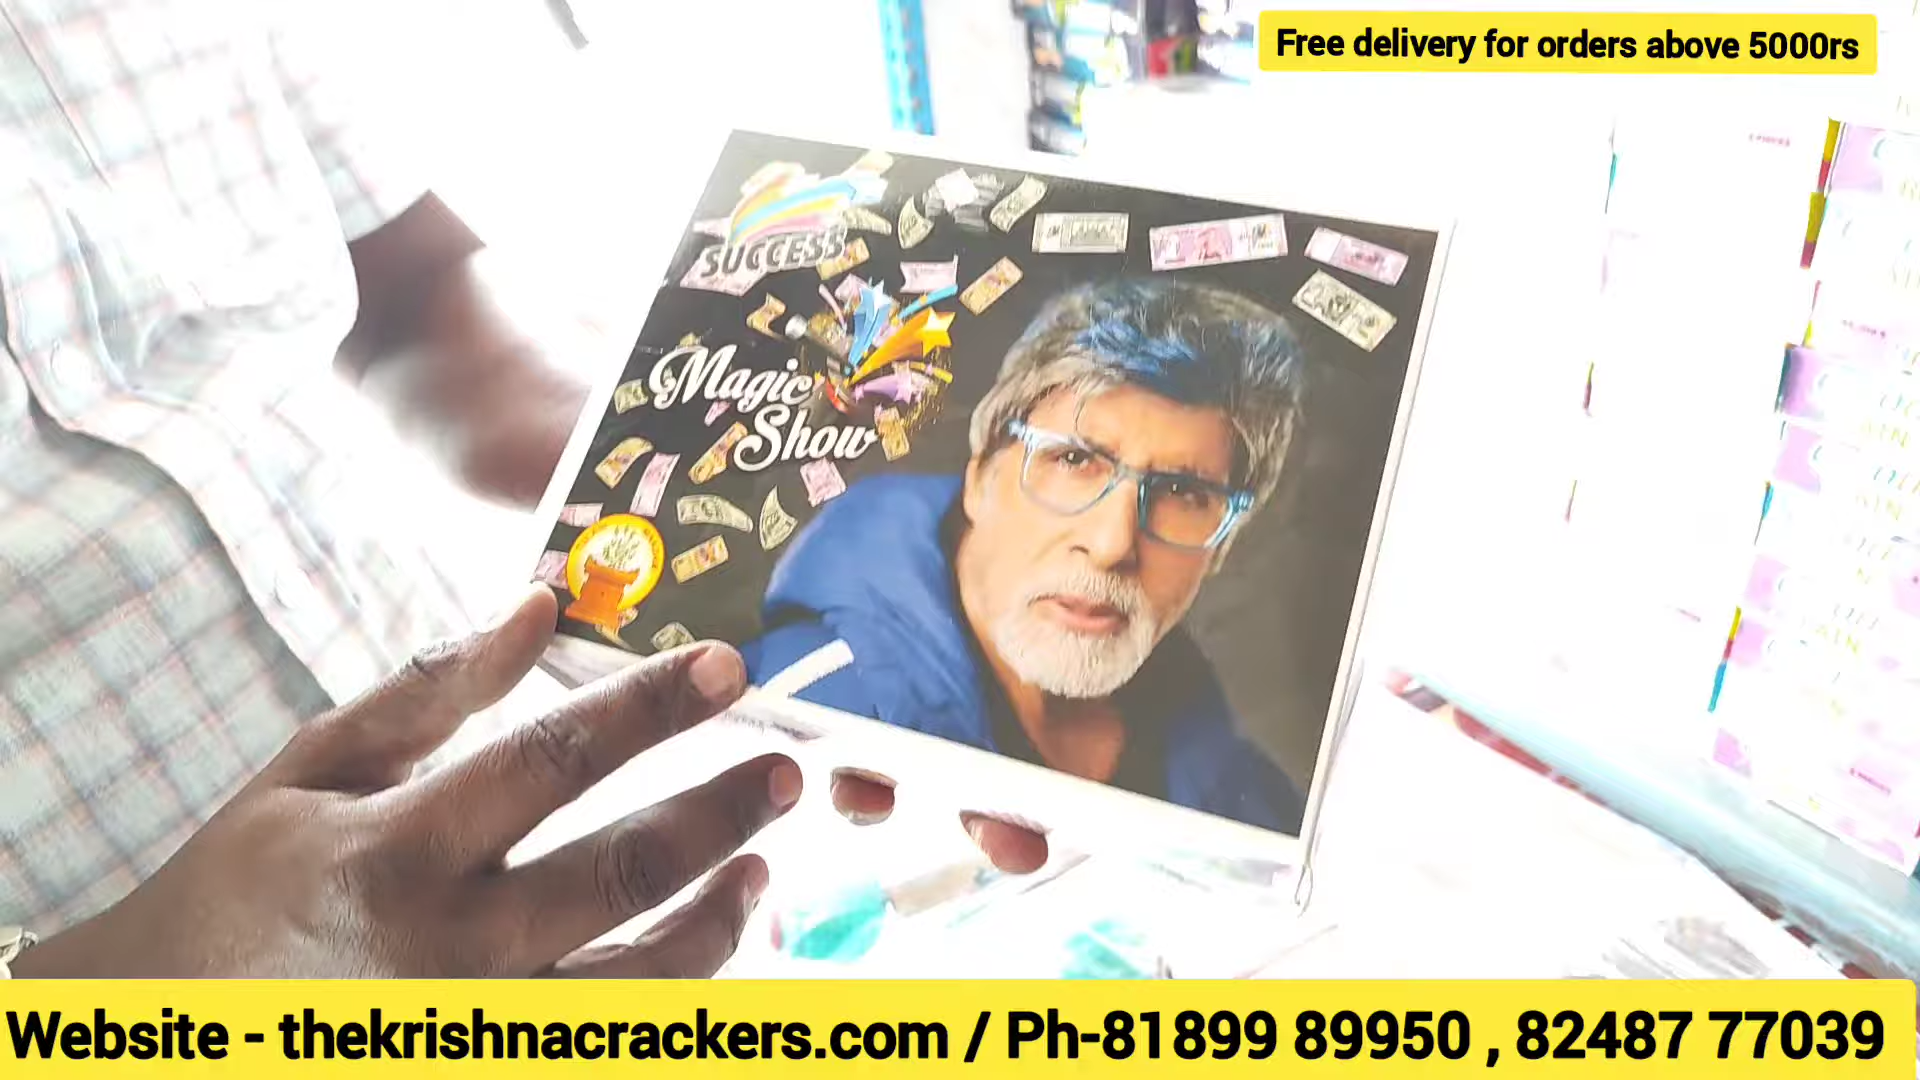 Free delivery for orders above 5000rs
SUCCESS
Magic
Show
Website - thekrishnacrackers.com / Ph-81899 89950 , 82487 77039